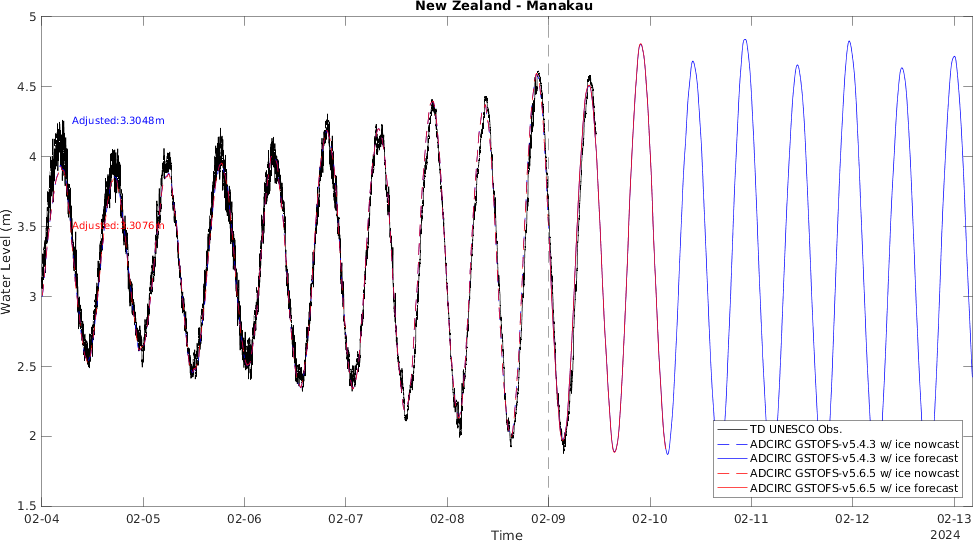 New Zealand - Manakau
5
4.5
4
3.5
3
2.5
2
1.5
Water Level (m)
Adjusted:3.3048m
Adjusted:3.3076m
TD UNESCO Obs.
ADCIRC GSTOFS-v5.4.3 w/ ice nowcast
ADCIRC GSTOFS-v5.4.3 w/ ice forecast
ADCIRC GSTOFS-v5.6.5 w/ ice nowcast
ADCIRC GSTOFS-v5.6.5 w/ ice forecast
02-04 02-05 02-06 02-07 02-08 02-09 02-10 02-11 02-12 02-13
Time
2024